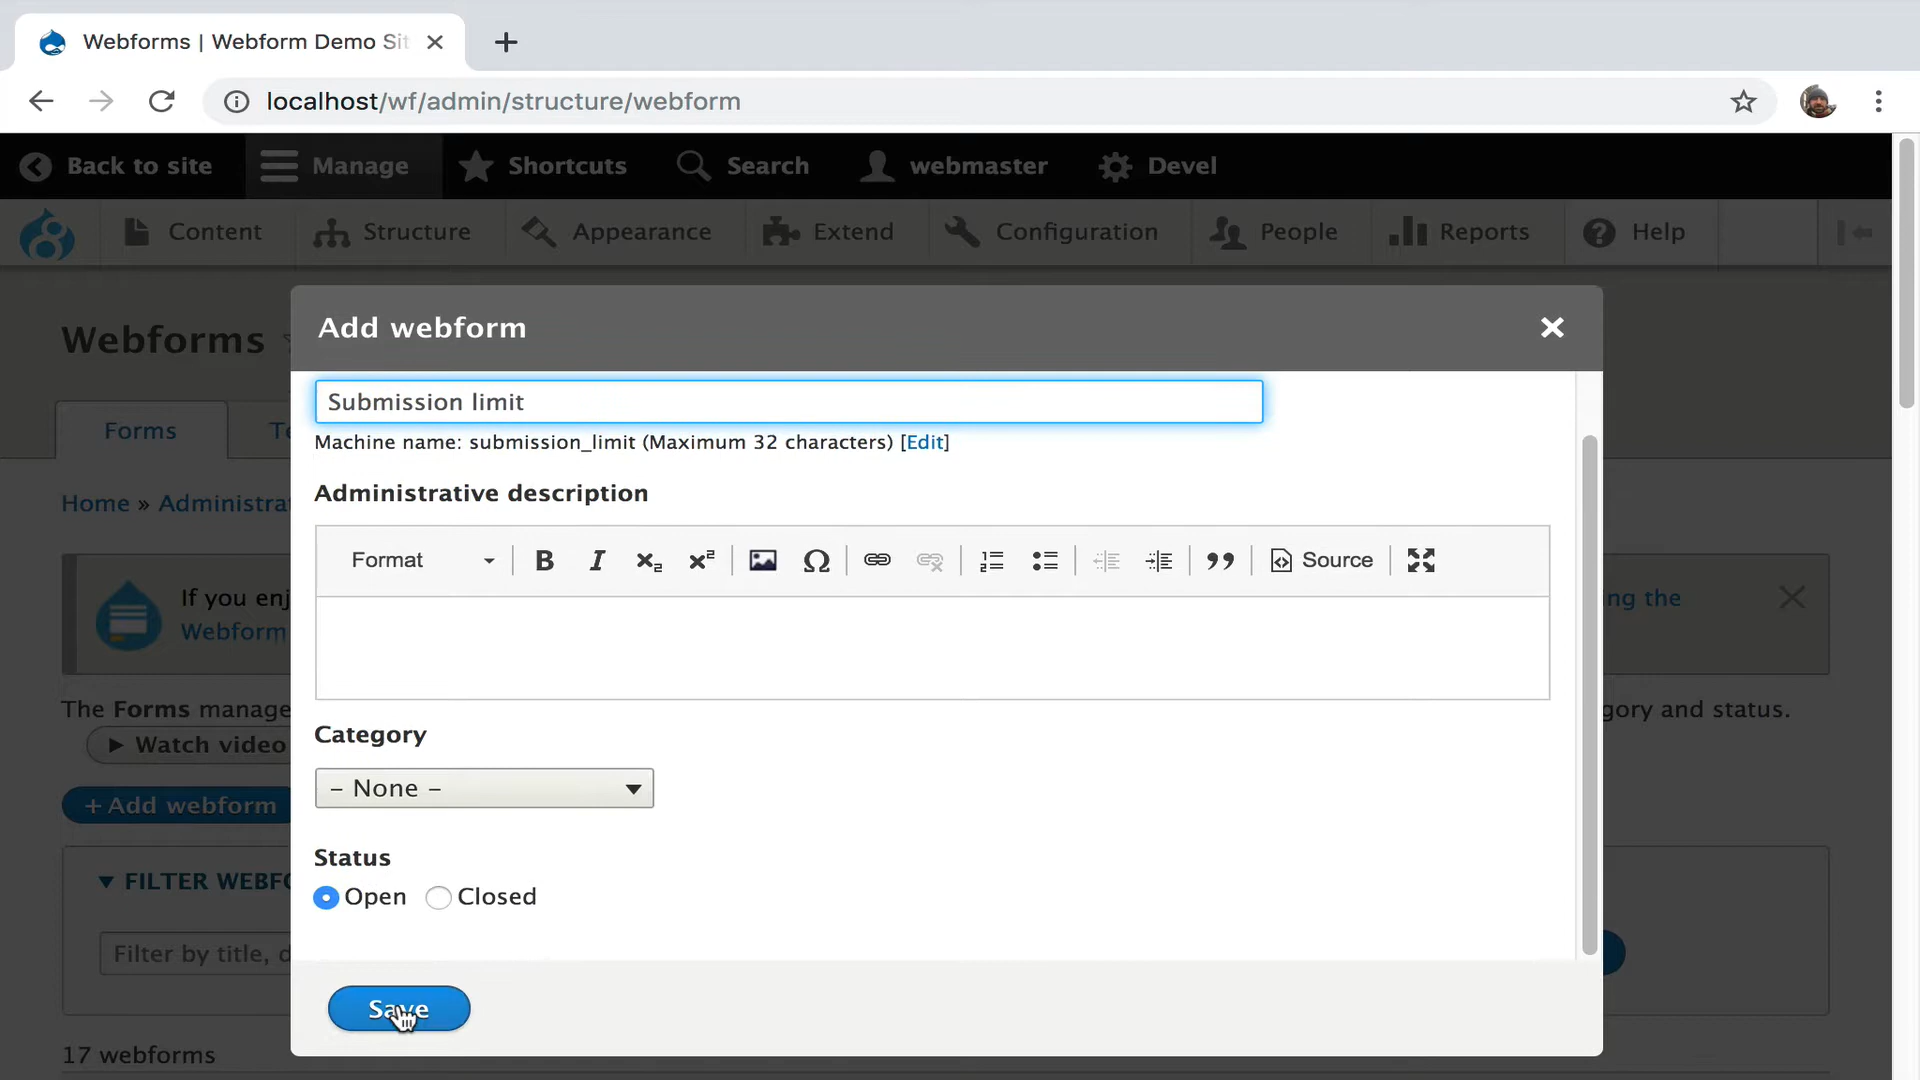 Webforms | Webform Demo Sit
localhost/wf/admin/structure/webform
Back to site Manage Shortcuts Search webmaster Devel
Content Structure Appearance Extend Configuration People Reports Help
Webforms
Add webform
Submission limit
Forms
Machine name: submission_limit (Maximum 32 characters) [Edit]
Administrative description
Home » Administra
Format B I x₂ x² Ω Source
If you enj
ng the
Webform
The Forms manage
gory and status.
Category
Watch video
– None –
+ Add webform
Status
FILTER WEBFO
Open Closed
Filter by title, d
Save
17 webforms